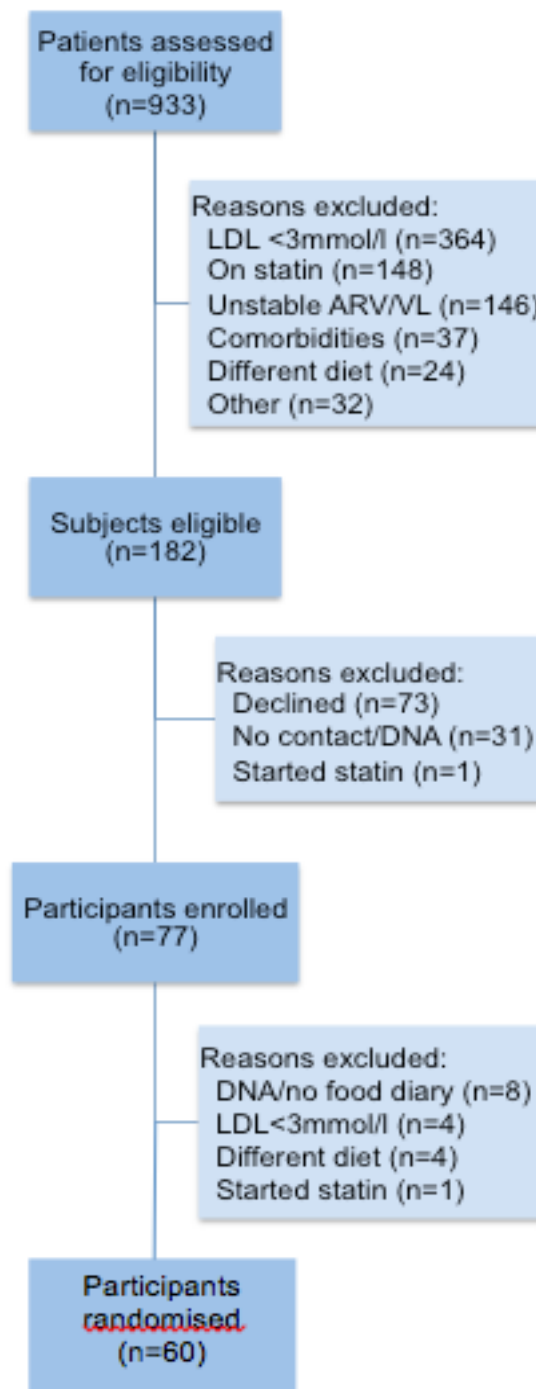 Patients assessed
for eligibility
(n=933)
Reasons excluded:
LDL <3mmol/l (n=364)
On statin (n=148)
Unstable ARV/VL (n=146)
Comorbidities (n=37)
Different diet (n=24)
Other (n=32)
Subjects eligible
(n=182)
Reasons excluded:
Declined (n=73)
No contact/DNA (n=31)
Started statin (n=1)
Participants enrolled
(n=77)
Reasons excluded:
DNA/no food diary (n=8)
LDL<3mmol/l (n=4)
Different diet (n=4)
Started statin (n=1)
Participants
randomised
(n=60)